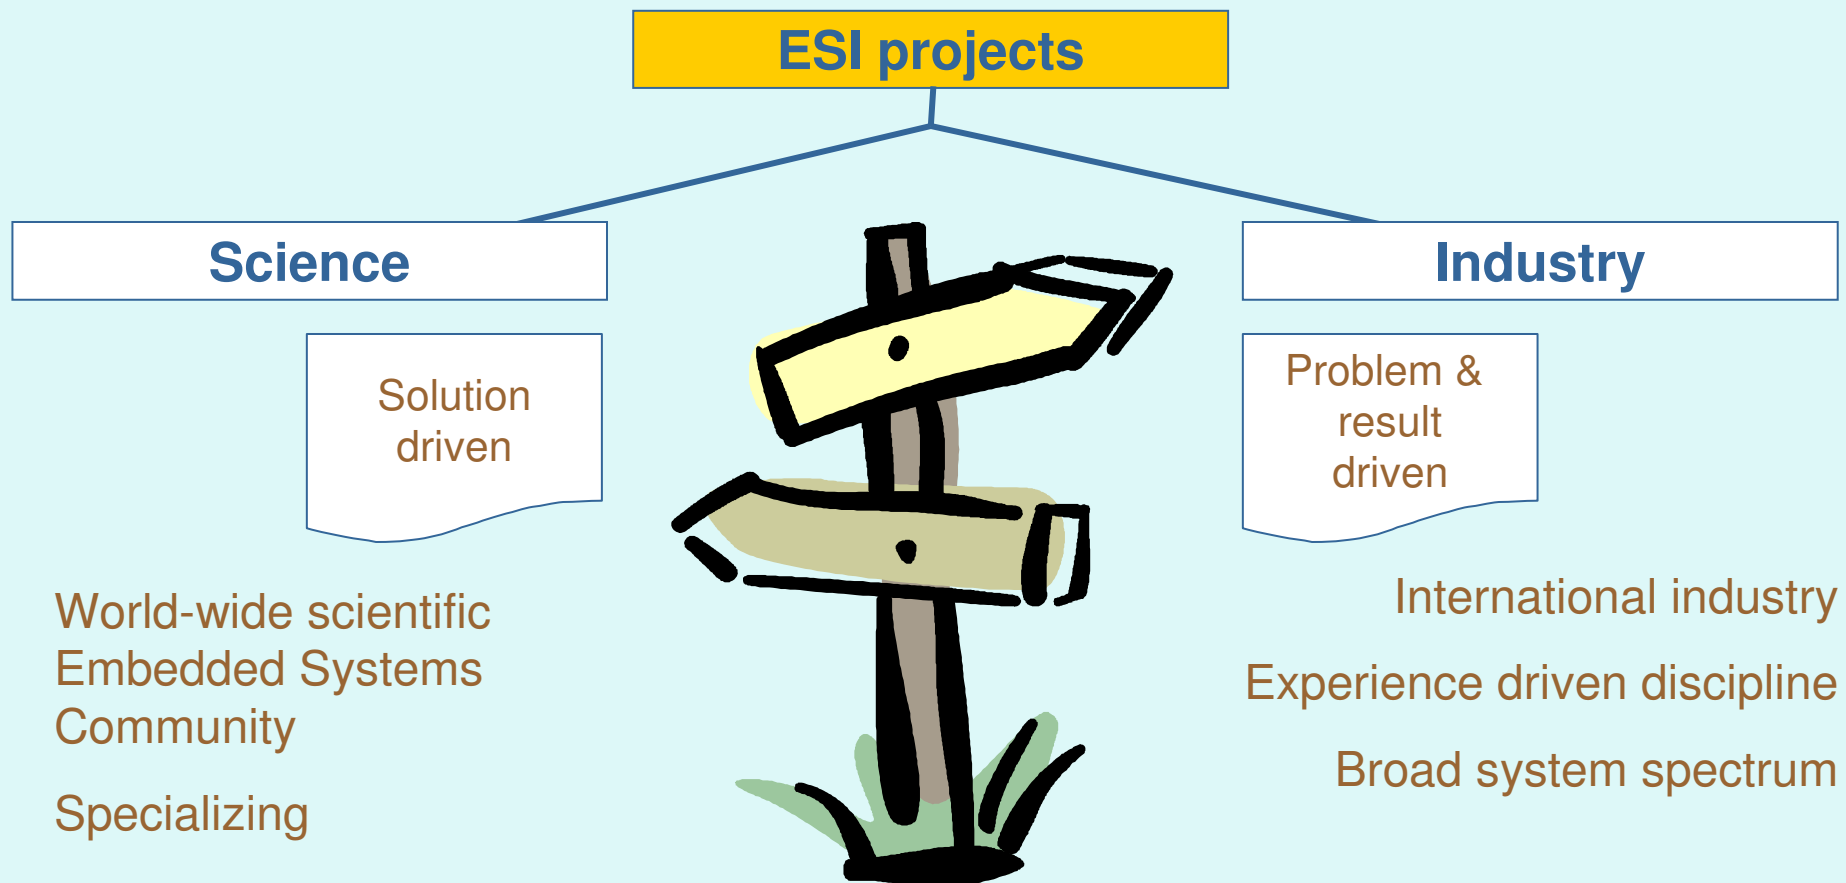 ESI projects
Science
Solution
driven
World-wide scientific
Embedded Systems
Community
Specializing
Industry
Problem &
result
driven
International industry
Experience driven discipline
Broad system spectrum